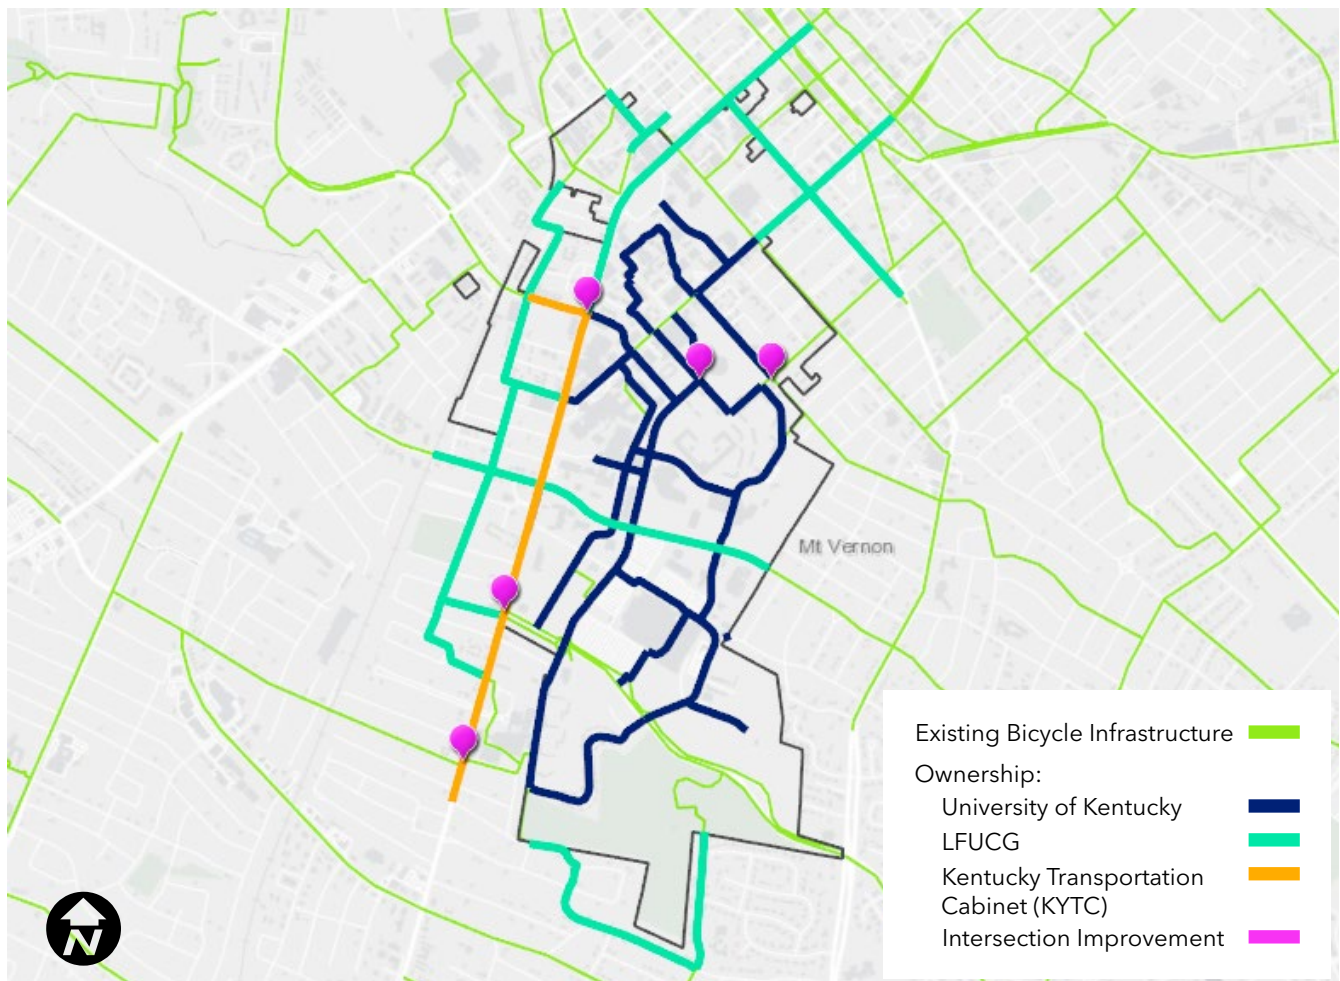 Mt Vernon
Existing Bicycle Infrastructure
Ownership:
University of Kentucky
LFUCG
Kentucky Transportation
Cabinet (KYTC)
Intersection Improvement
N